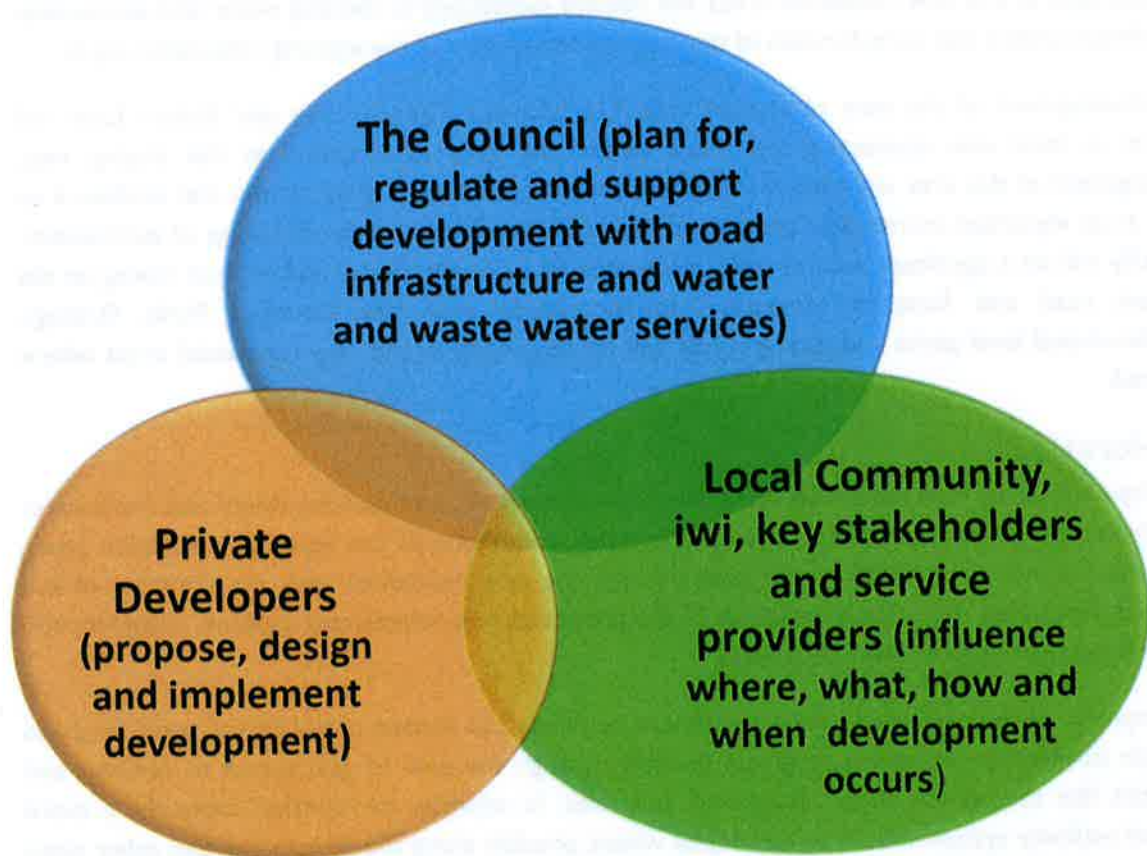 The Council (plan for,
regulate and support
development with road
infrastructure and water
and waste water services)
Private
Developers
(propose, design
and implement
development)
Local Community,
iwi, key stakeholders
and service
providers (influence
where, what, how and
when development
occurs)